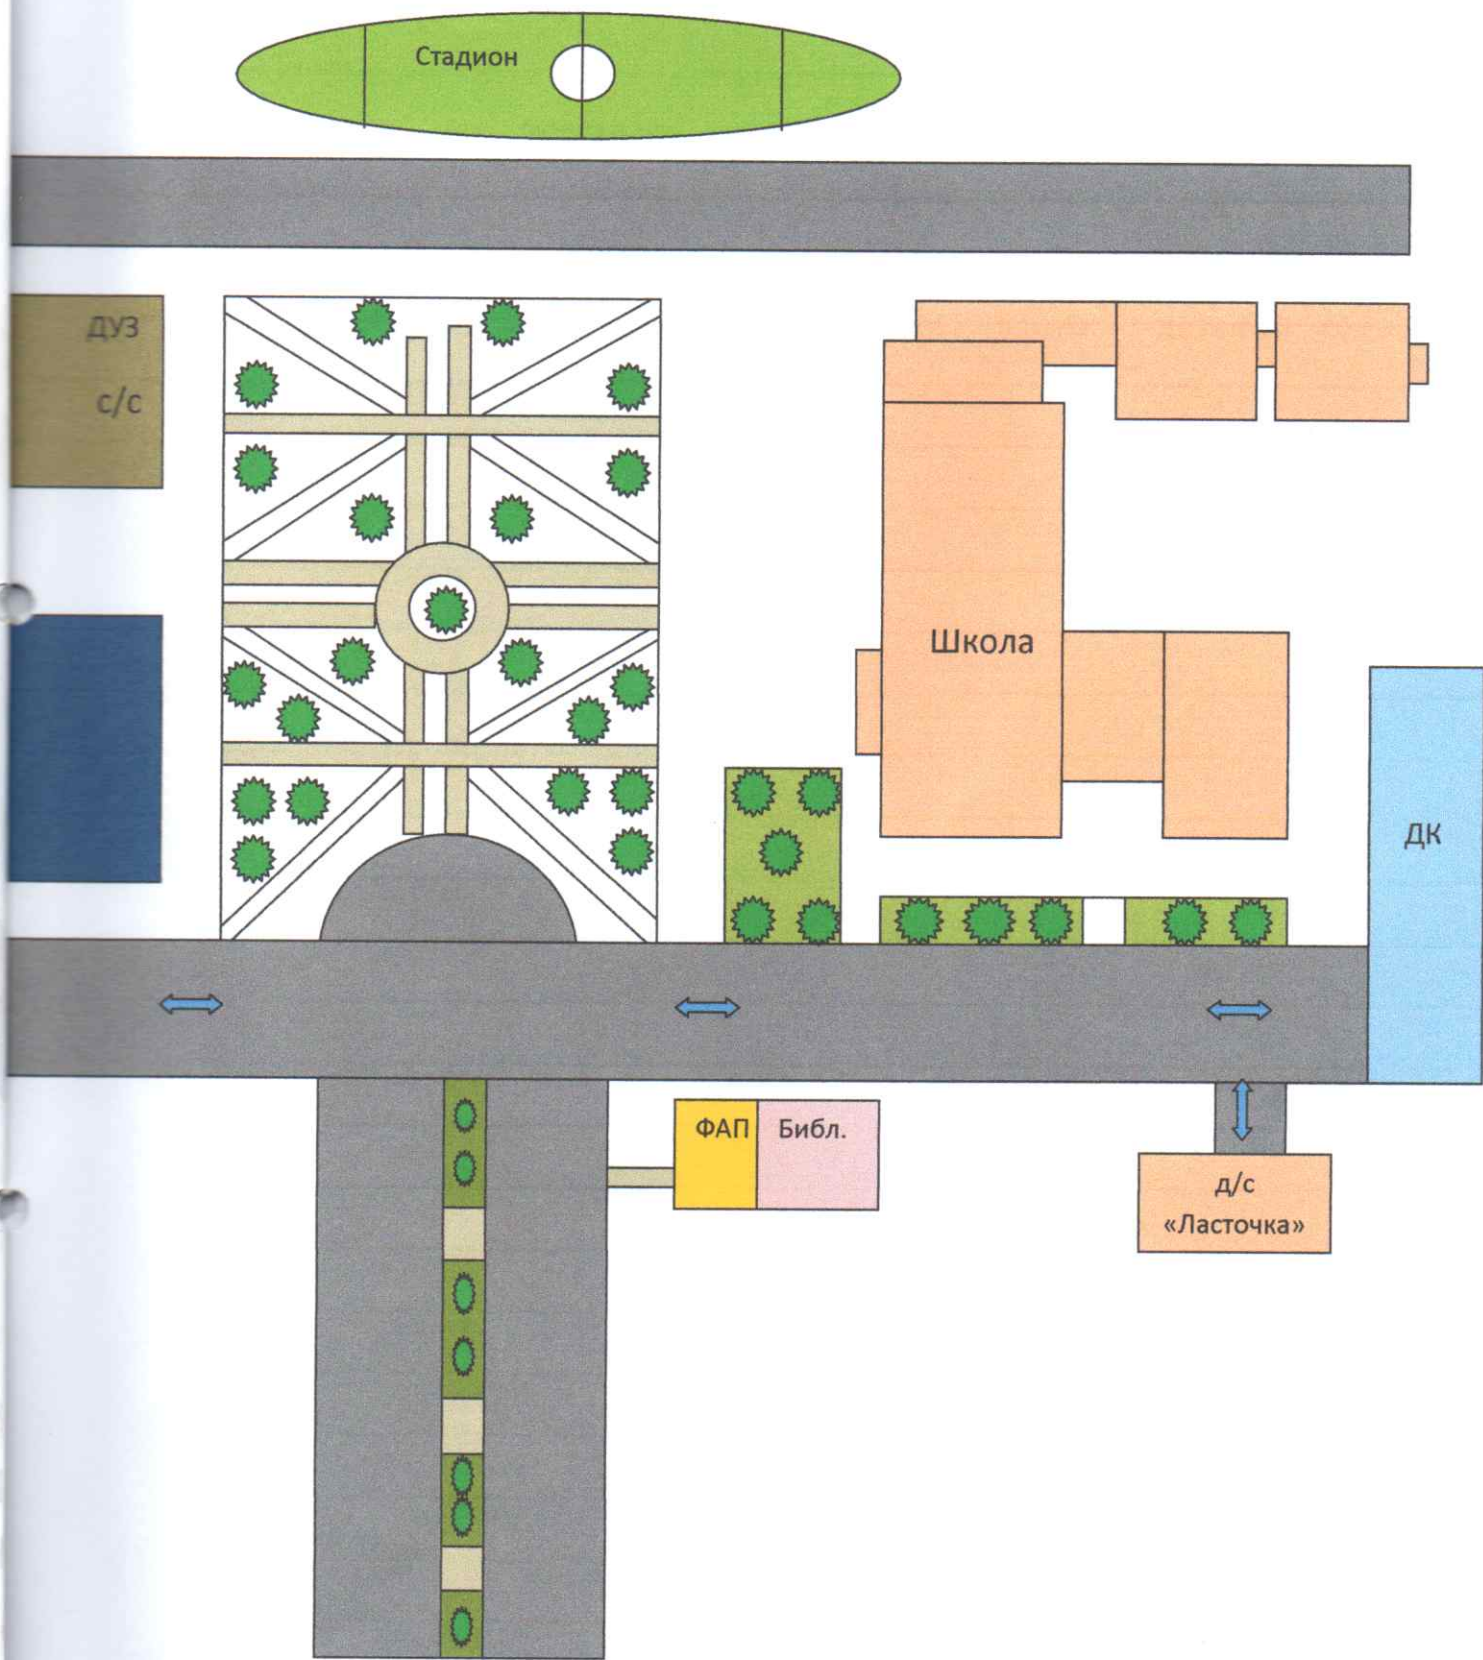 Стадион
ДУЗ
с/с
Школа
ДК
ФАП
Библ.
д/с
«Ласточка»